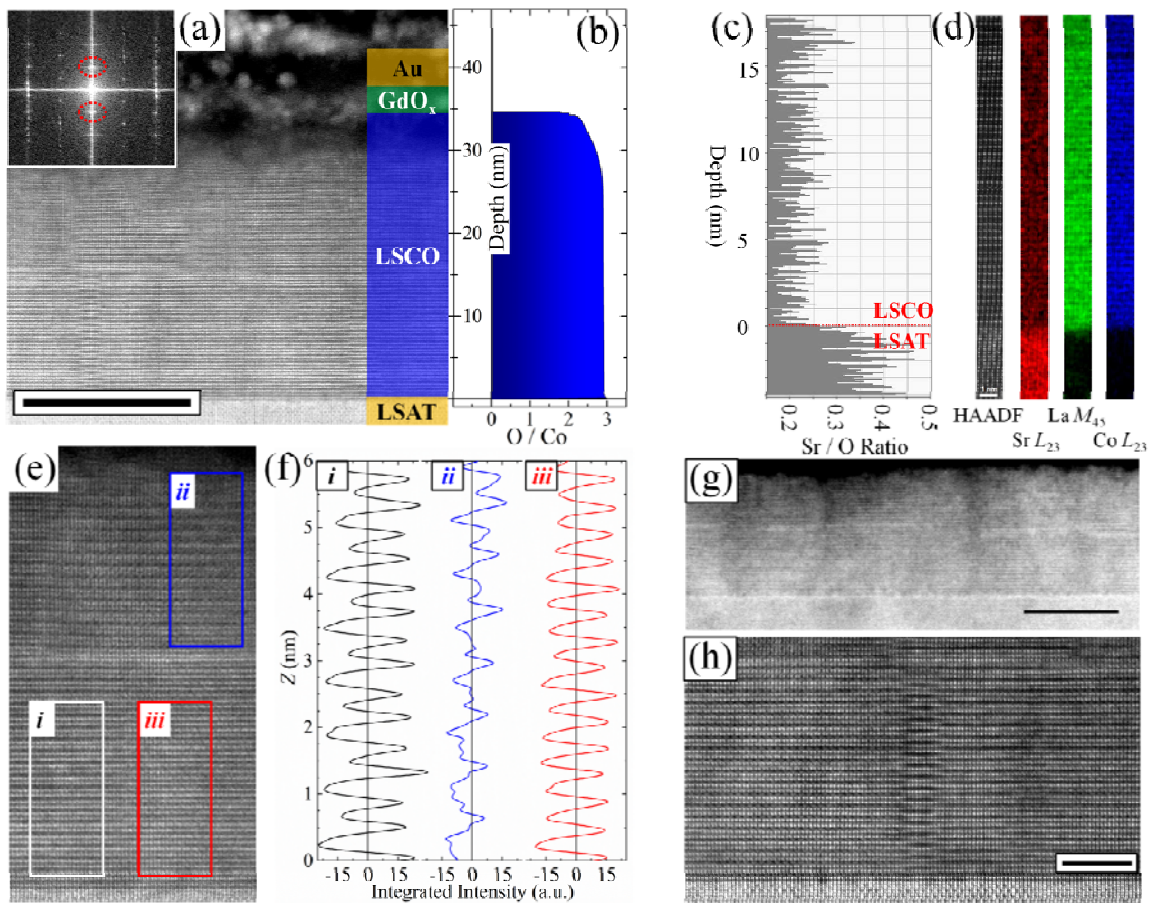 (a)
Au
GdOx
LSCO
LSAT
(b)
40
30
20
10
0
Depth (nm)
0 1 2 3
O / Co
(c)
15
10
5
0
Depth (nm)
LSCO
LSAT
0.2 0.3 0.4 0.5
Sr / O Ratio
(d)
1 nm
HAADF
Sr L23
La M45
Co L23
(e)
ii
i
iii
(f)
i ii iii
6
5
4
3
2
1
0
Z (nm)
-15 0 15 -15 0 15 -15 0 15
Integrated Intensity (a.u.)
(g)
(h)